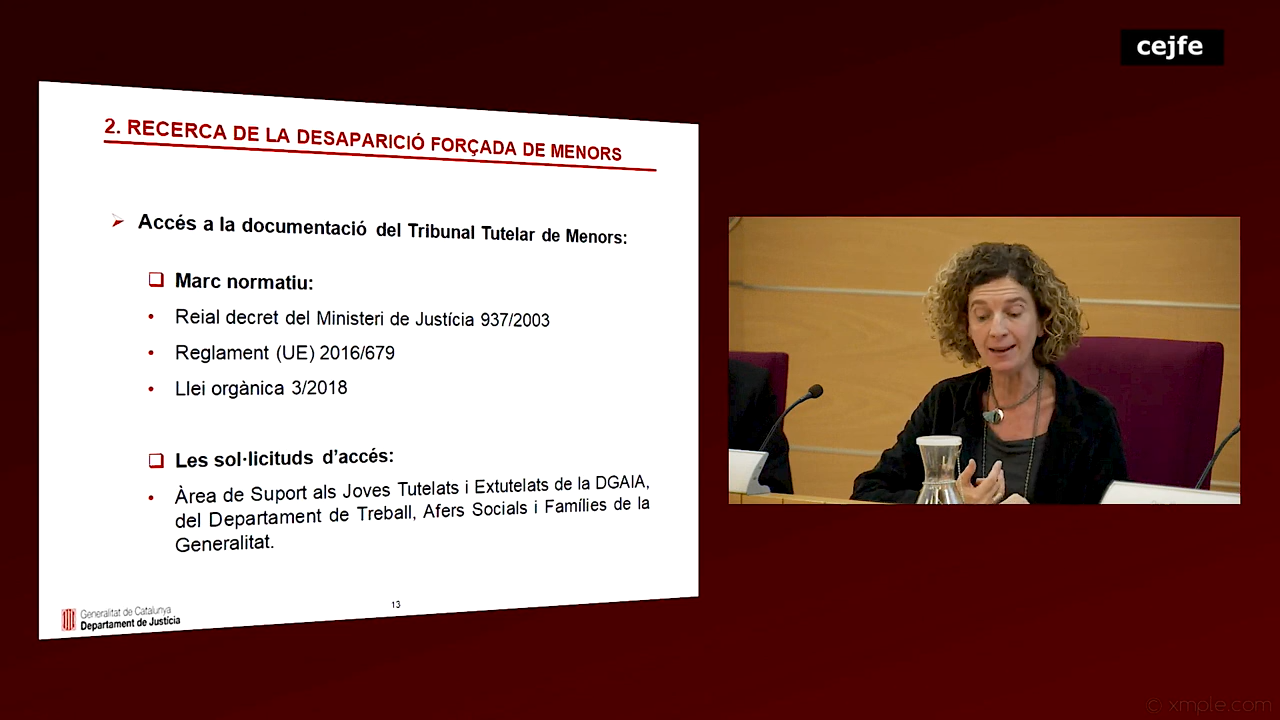 cejfe
2. RECERCA DE LA DESAPARICIÓ FORÇADA DE MENORS
Accés a la documentació del Tribunal Tutelar de Menors:
Marc normatiu:
• Reial decret del Ministeri de Justícia 937/2003
• Reglament (UE) 2016/679
• Llei orgànica 3/2018
Les sol·licituds d'accés:
• Àrea de Suport als Joves Tutelats i Extutelats de la DGAIA,
del Departament de Treball, Afers Socials i Famílies de la
Generalitat.
Generalitat de Catalunya
Departament de Justícia
13
© xmple.com